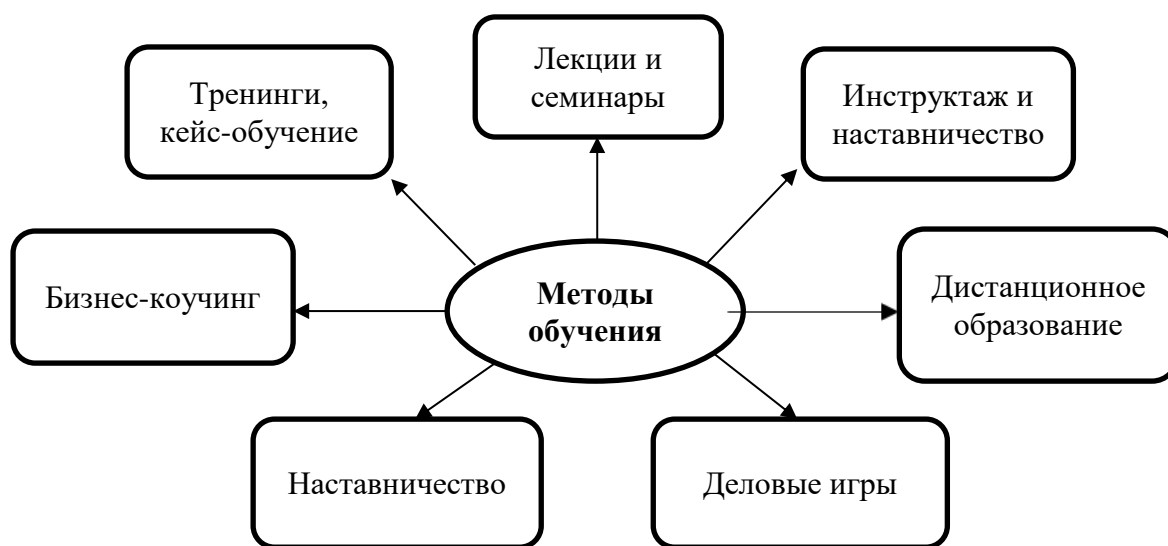 Лекции и
семинары
Тренинги,
кейс-обучение
Инструктаж и
наставничество
Бизнес-коучинг
Методы
обучения
Дистанционное
образование
Наставничество
Деловые игры